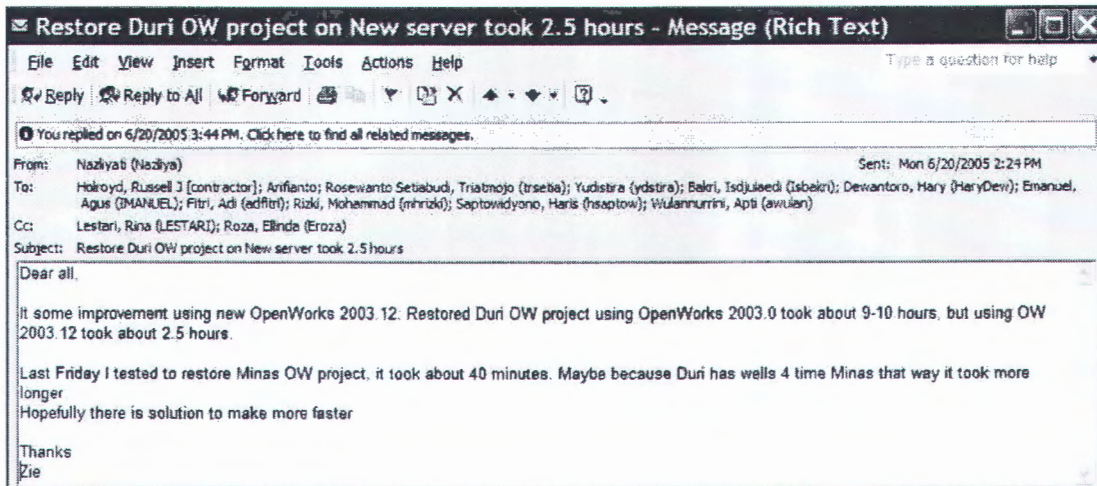 Restore Duri OW project on New server took 2.5 hours - Message (Rich Text)
File Edit View Insert Format Tools Actions Help Type a question for help
Reply Reply to All Forward
You replied on 6/20/2005 3:44 PM. Click here to find all related messages.
From: Nazliyati (Nazliya) Sent: Mon 6/20/2005 2:24 PM
To: Holroyd, Russell J [contractor]; Arifianto; Rosewanto Setiabudi, Triatmojo (trsetia); Yudistira (ydstira); Bakri, Isdjulaedi (Isbakri); Dewantoro, Hary (HaryDew); Emanuel,
Agus (IMANUEL); Fitri, Adi (adfitri); Rizki, Mohammad (mhrizki); Saptowidyono, Haris (hsaptow); Wulannurrini, Apti (awulan)
Cc: Lestari, Rina (LESTARI); Roza, Ellinda (Eroza)
Subject: Restore Duri OW project on New server took 2.5 hours
Dear all,
It some improvement using new OpenWorks 2003.12. Restored Duri OW project using OpenWorks 2003.0 took about 9-10 hours, but using OW
2003.12 took about 2.5 hours.
Last Friday I tested to restore Minas OW project, it took about 40 minutes. Maybe because Duri has wells 4 time Minas that way it took more
longer
Hopefully there is solution to make more faster
Thanks
Zie